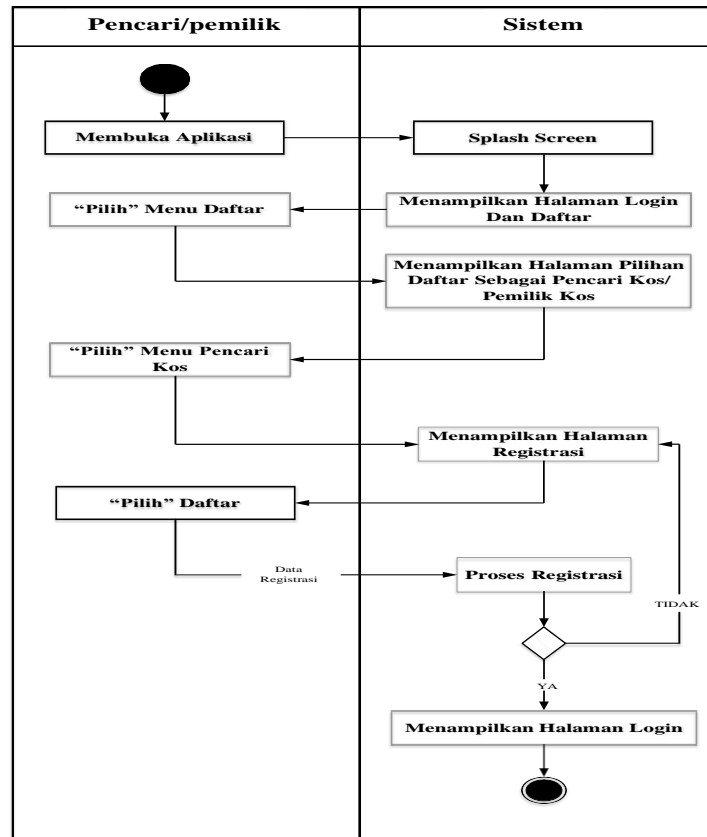 Pencari/pemilik
Sistem
Membuka Aplikasi
Splash Screen
Menampilkan Halaman Login
Dan Daftar
“Pilih” Menu Daftar
Menampilkan Halaman Pilihan
Daftar Sebagai Pencari Kos/
Pemilik Kos
“Pilih” Menu Pencari
Kos
Menampilkan Halaman
Registrasi
“Pilih” Daftar
Data
Registrasi
Proses Registrasi
TIDAK
YA
Menampilkan Halaman Login